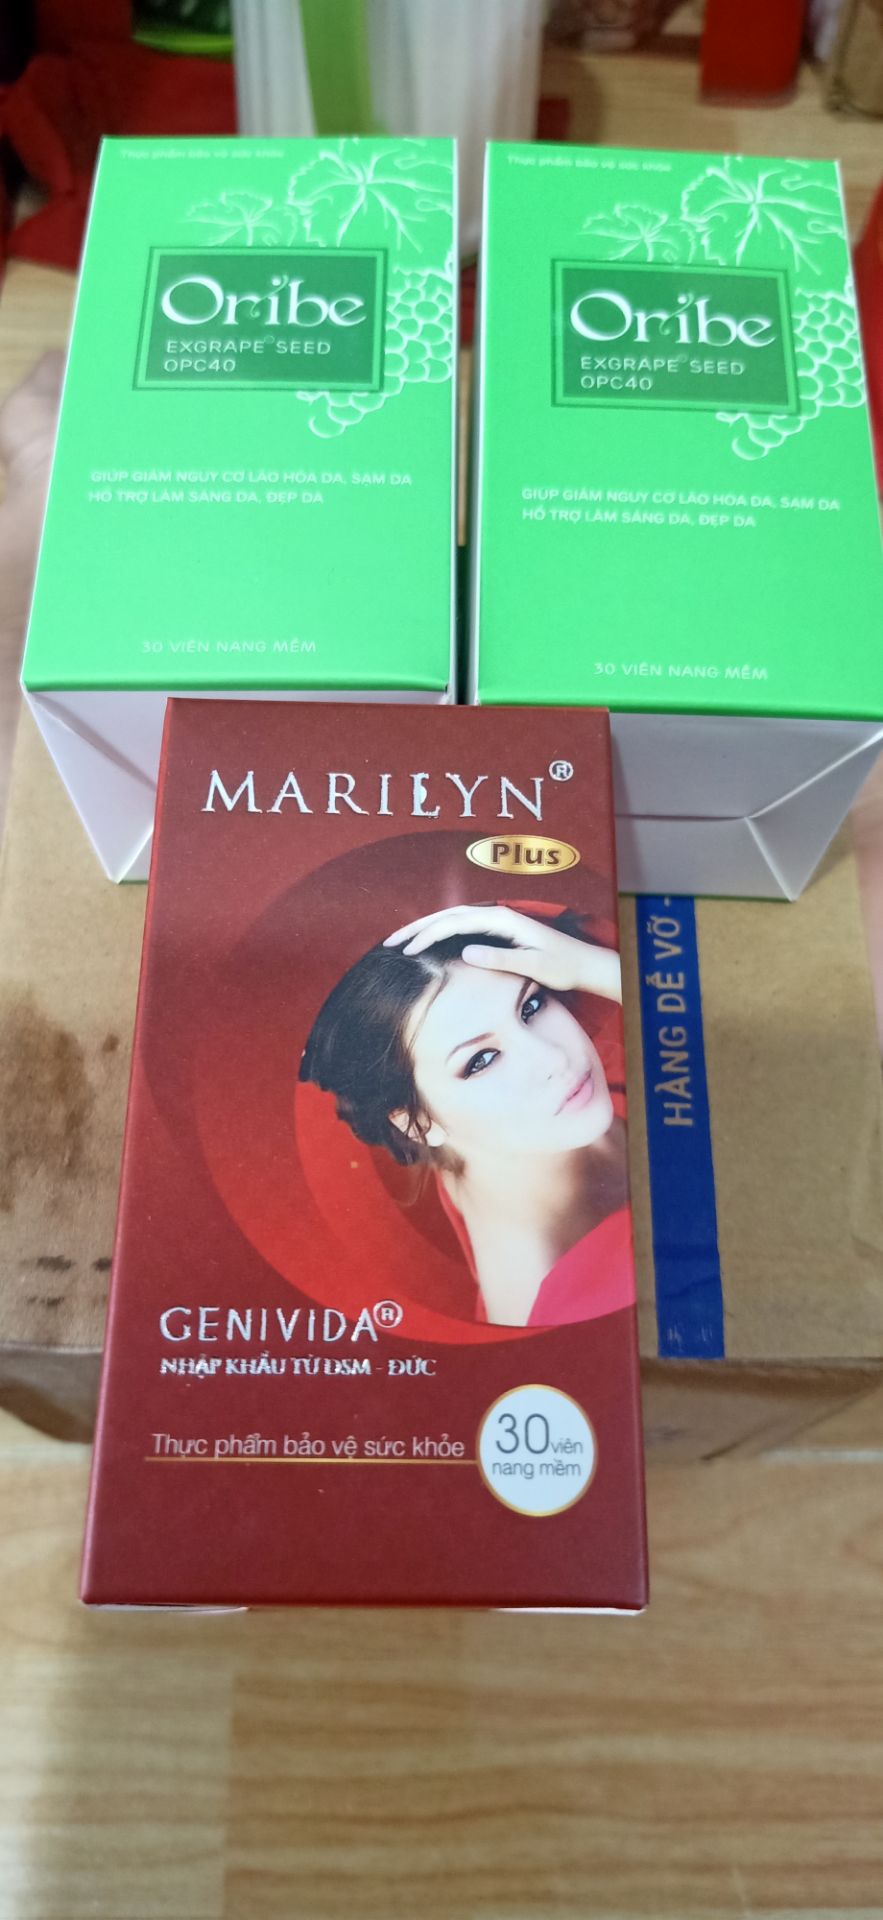 Thực phẩm bảo vệ sức khỏe
Oribe
EXGRAPE® SEED
OPC40
GIÚP GIẢM NGUY CƠ LÃO HÓA DA, SẠM DA
HỖ TRỢ LÀM SÁNG DA, ĐẸP DA
30 VIÊN NANG MỀM
Thực phẩm bảo vệ sức khỏe
Oribe
EXGRAPE® SEED
OPC40
GIÚP GIẢM NGUY CƠ LÃO HÓA DA, SẠM DA
HỖ TRỢ LÀM SÁNG DA, ĐẸP DA
30 VIÊN NANG MỀM
MARILYN®
Plus
GENIVIDA®
NHẬP KHẨU TỪ DSM - ĐỨC
Thực phẩm bảo vệ sức khỏe
30 viên
nang mềm
HÀNG DỄ VỠ -